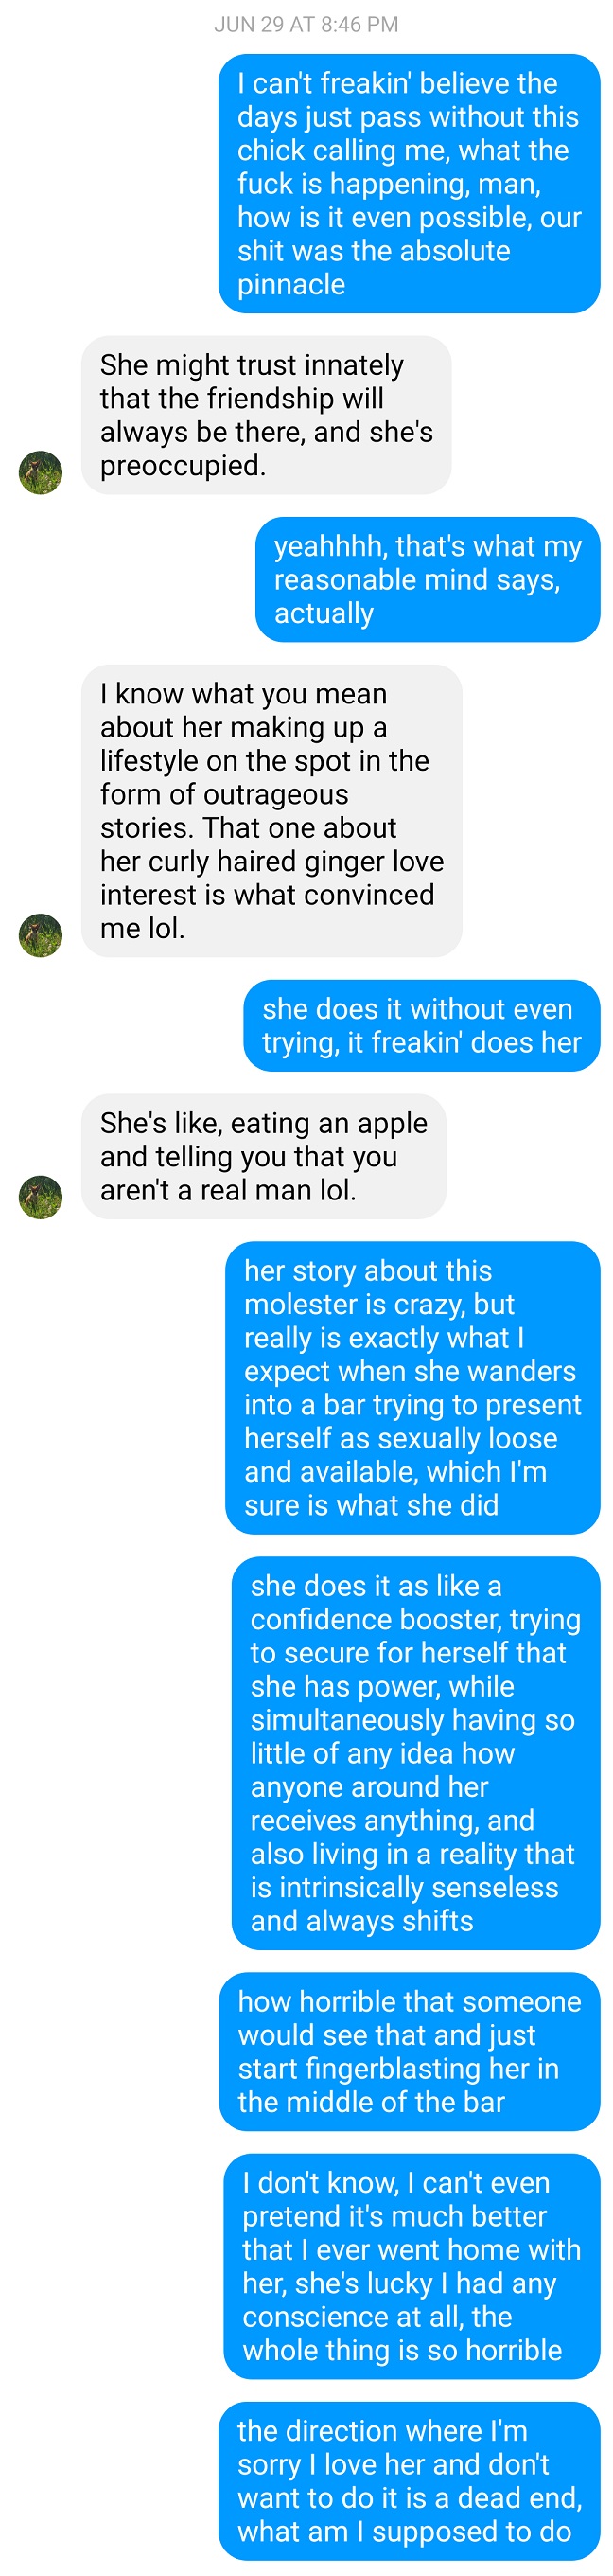 JUN 29 AT 8:46 PM
I can't freakin' believe the
days just pass without this
chick calling me, what the
fuck is happening, man,
how is it even possible, our
shit was the absolute
pinnacle
She might trust innately
that the friendship will
always be there, and she's
preoccupied.
yeahhhh, that's what my
reasonable mind says,
actually
I know what you mean
about her making up a
lifestyle on the spot in the
form of outrageous
stories. That one about
her curly haired ginger love
interest is what convinced
me lol.
she does it without even
trying, it freakin' does her
She's like, eating an apple
and telling you that you
aren't a real man lol.
her story about this
molester is crazy, but
really is exactly what I
expect when she wanders
into a bar trying to present
herself as sexually loose
and available, which I'm
sure is what she did
she does it as like a
confidence booster, trying
to secure for herself that
she has power, while
simultaneously having so
little of any idea how
anyone around her
receives anything, and
also living in a reality that
is intrinsically senseless
and always shifts
how horrible that someone
would see that and just
start fingerblasting her in
the middle of the bar
I don't know, I can't even
pretend it's much better
that I ever went home with
her, she's lucky I had any
conscience at all, the
whole thing is so horrible
the direction where I'm
sorry I love her and don't
want to do it is a dead end,
what am I supposed to do